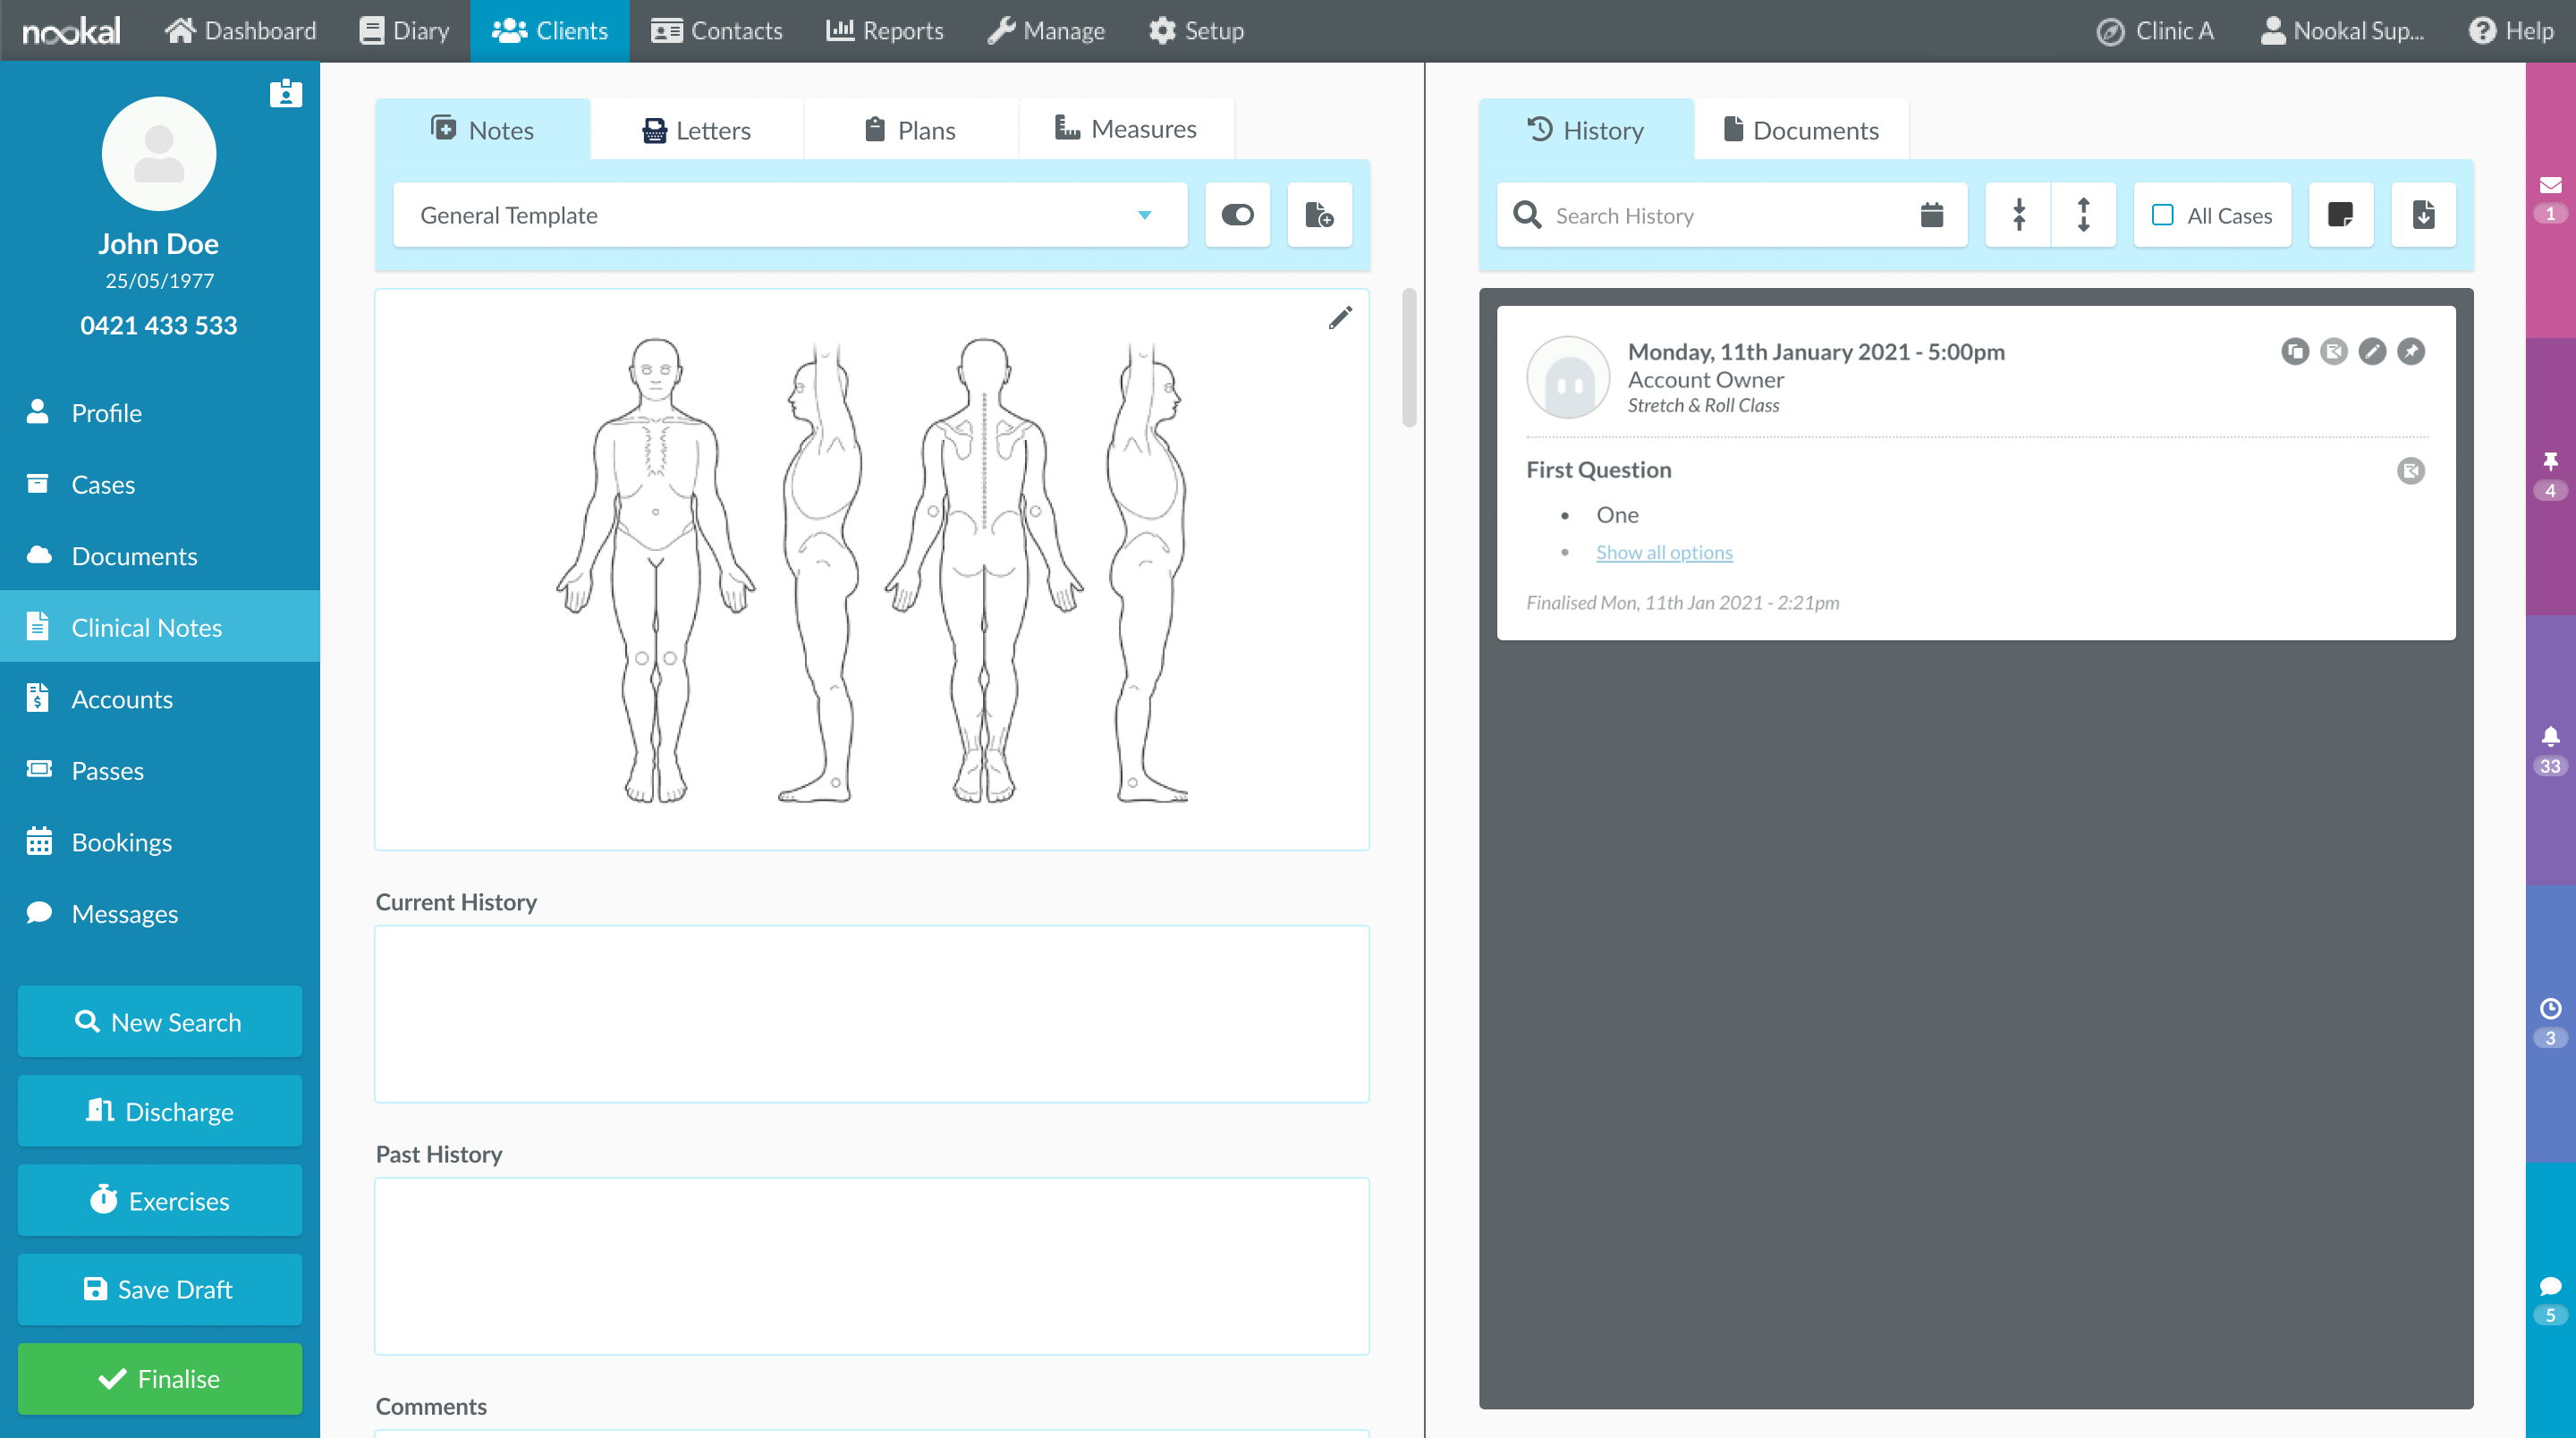 nookal Dashboard Diary Clients Contacts Reports Manage Setup Clinic A Nookal Sup... Help
John Doe
25/05/1977
0421 433 533
Profile
Cases
Documents
Clinical Notes
Accounts
Passes
Bookings
Messages
New Search
Discharge
Exercises
Save Draft
Finalise
Notes Letters Plans Measures
General Template
Current History
Past History
Comments
History Documents
Search History All Cases
Monday, 11th January 2021 - 5:00pm
Account Owner
Stretch & Roll Class
First Question
• One
• Show all options
Finalised Mon, 11th Jan 2021 - 2:21pm
1
4
33
3
5